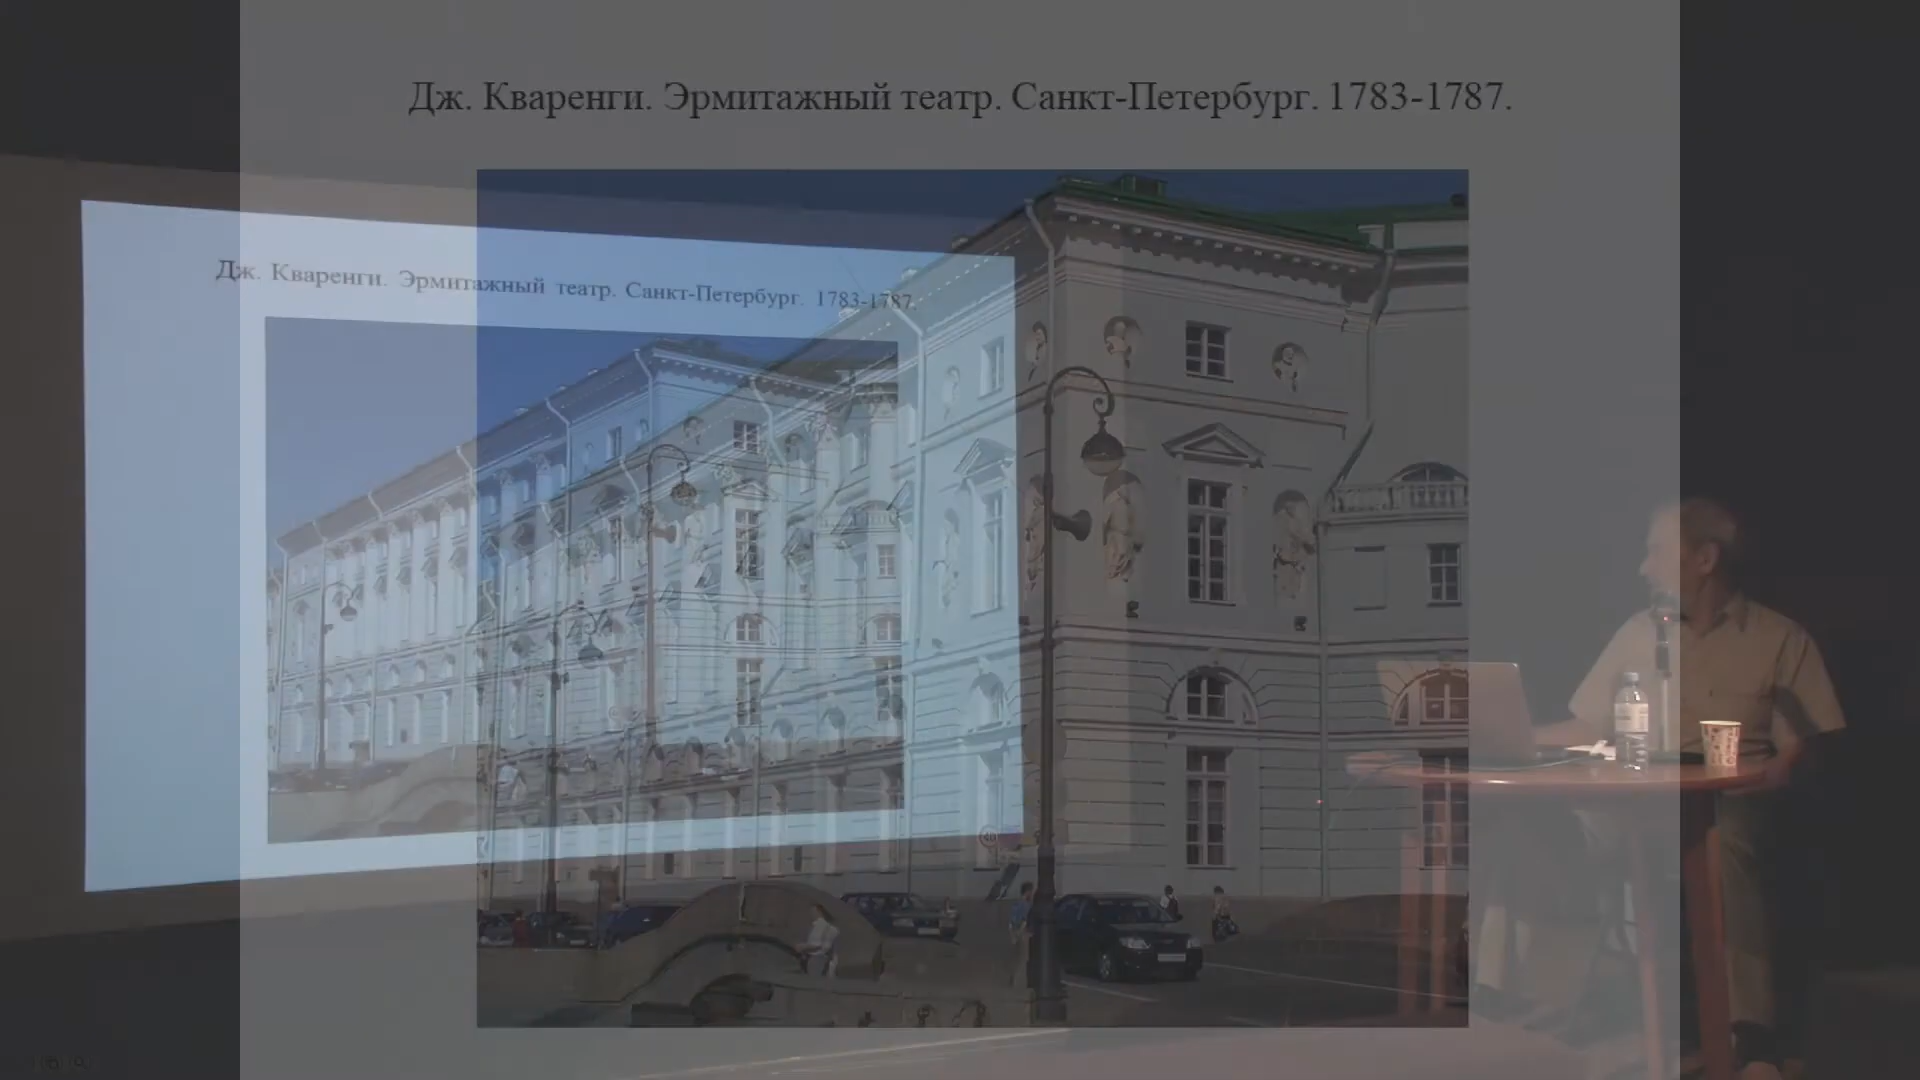 Дж. Кваренги. Эрмитажный театр. Санкт-Петербург. 1783-1787.
Дж. Кваренги. Эрмитажный театр. Санкт-Петербург. 1783-1787.